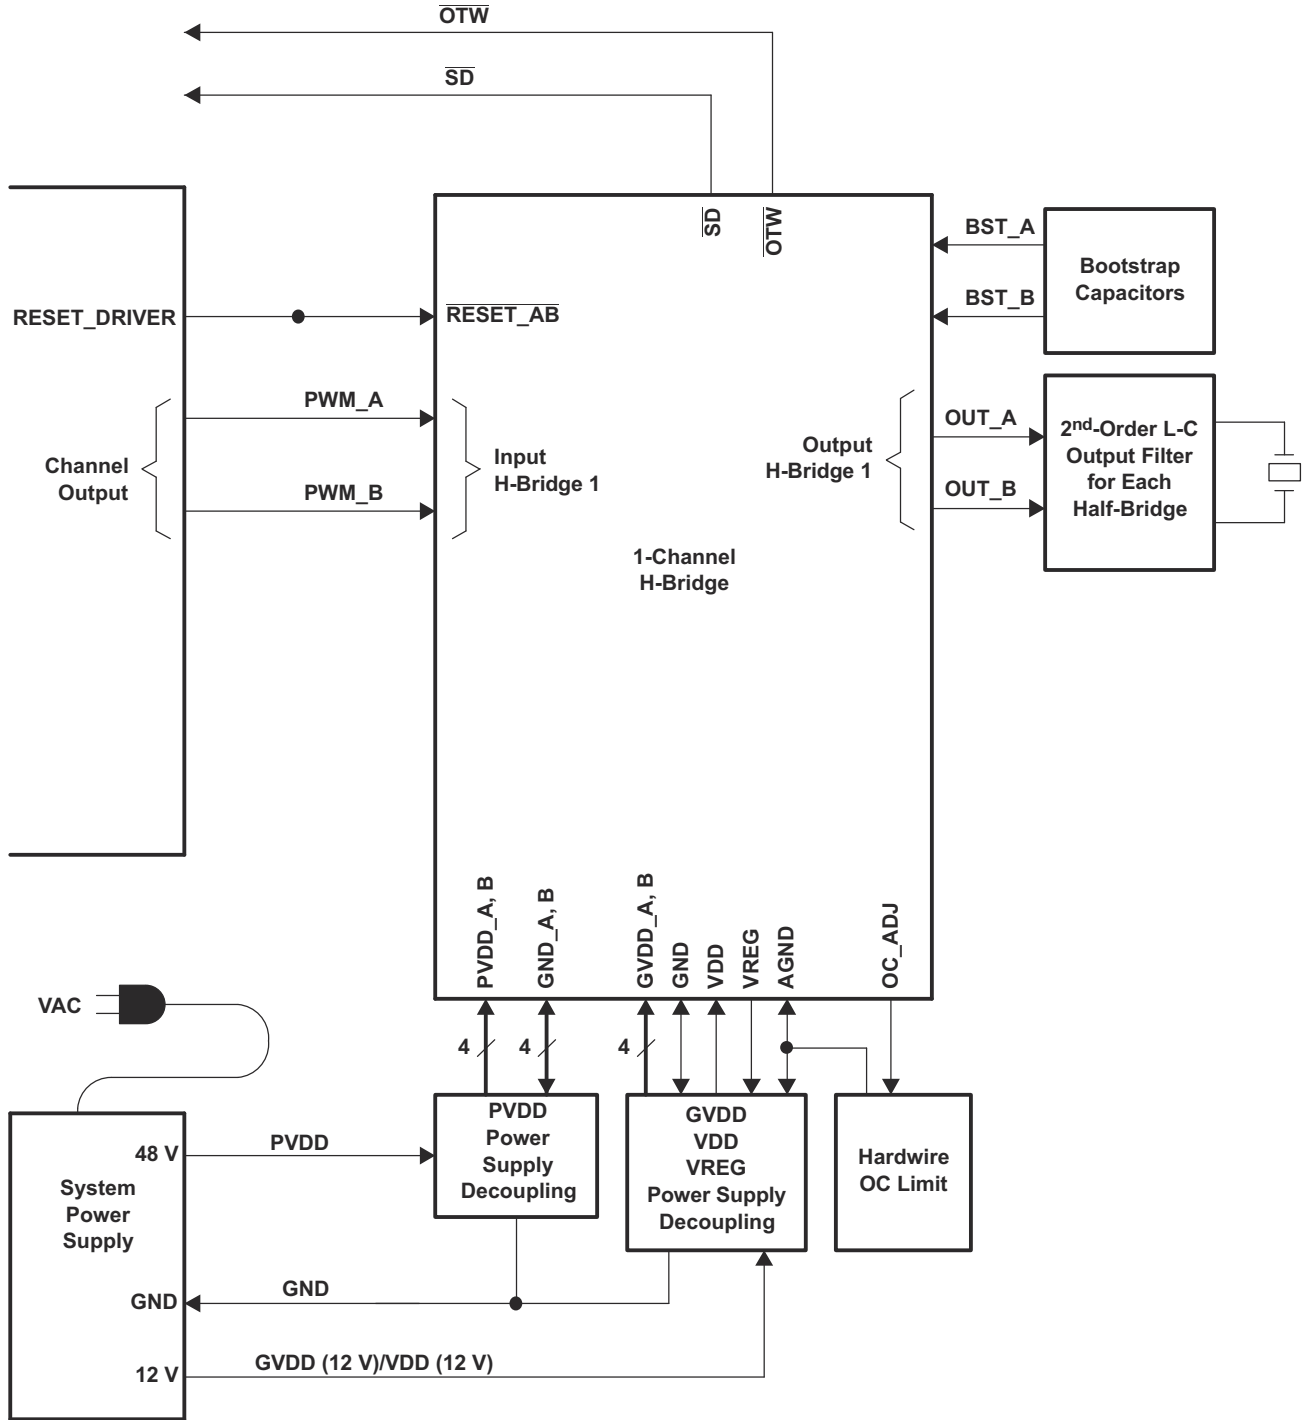 OTW
SD
SD
OTW
BST_A
BST_B
Bootstrap
Capacitors
RESET_DRIVER
RESET_AB
PWM_A
PWM_B
Channel
Output
Input
H-Bridge 1
Output
H-Bridge 1
OUT_A
OUT_B
2nd-Order L-C
Output Filter
for Each
Half-Bridge
1-Channel
H-Bridge
PVDD_A, B
GND_A, B
GVDD_A, B
GND
VDD
VREG
AGND
OC_ADJ
VAC
4
4
4
PVDD
Power
Supply
Decoupling
GVDD
VDD
VREG
Power Supply
Decoupling
Hardwire
OC Limit
48 V
PVDD
System
Power
Supply
GND
GND
12 V
GVDD (12 V)/VDD (12 V)